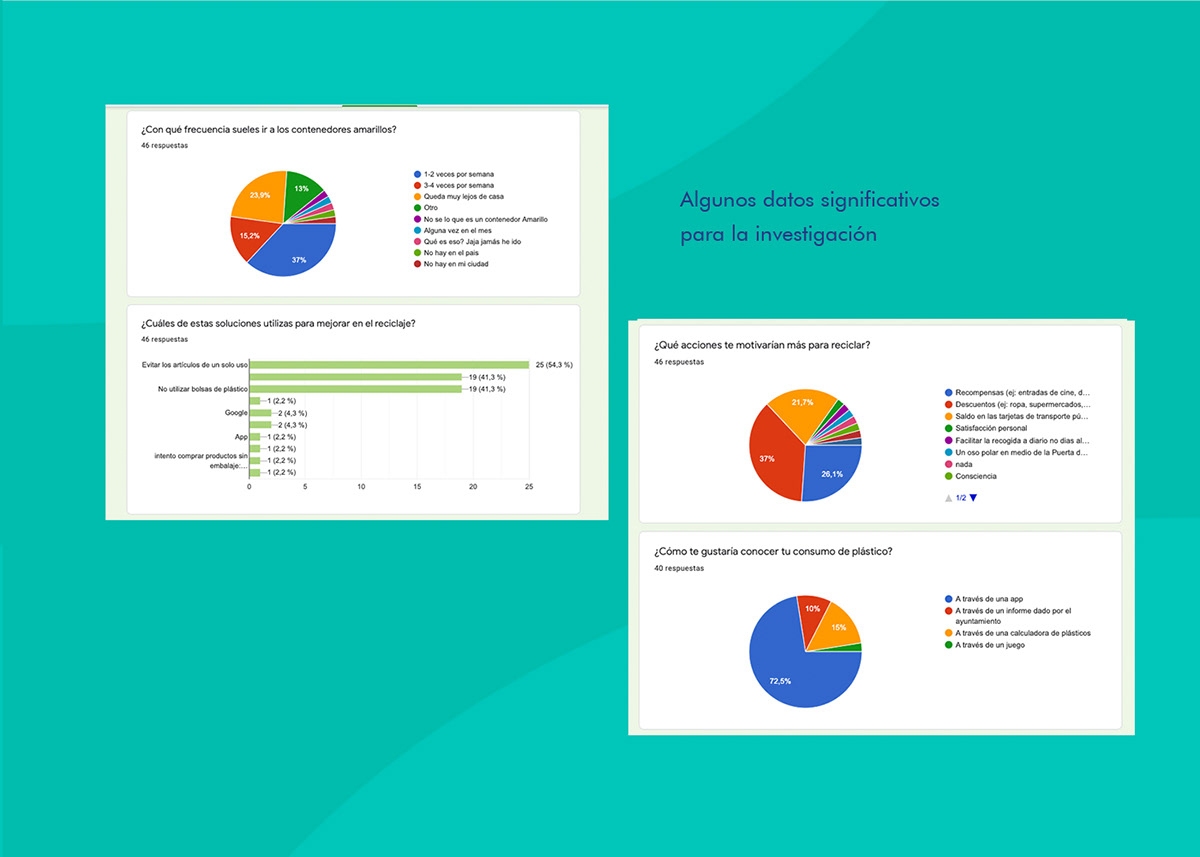 ¿Con qué frecuencia sueles ir a los contenedores amarillos?
46 respuestas
23,9%
13%
15,2%
37%
1-2 veces por semana
3-4 veces por semana
Queda muy lejos de casa
Otro
No se lo que es un contenedor Amarillo
Alguna vez en el mes
Qué es eso? Jaja jamás he ido
No hay en el pais
No hay en mi ciudad
¿Cuáles de estas soluciones utilizas para mejorar en el reciclaje?
46 respuestas
Evitar los artículos de un solo uso
25 (54,3 %)
19 (41,3 %)
No utilizar bolsas de plástico
19 (41,3 %)
1 (2,2 %)
Google
2 (4,3 %)
2 (4,3 %)
App
1 (2,2 %)
1 (2,2 %)
intento comprar productos sin
embalaje:...
1 (2,2 %)
1 (2,2 %)
0 5 10 15 20 25
Algunos datos significativos
para la investigación
¿Qué acciones te motivarían más para reciclar?
46 respuestas
21,7%
37%
26,1%
Recompensas (ej: entradas de cine, d...
Descuentos (ej: ropa, supermercados,...
Saldo en las tarjetas de transporte pú...
Satisfacción personal
Facilitar la recogida a diario no dias al...
Un oso polar en medio de la Puerta d...
nada
Consciencia
1/2
¿Cómo te gustaría conocer tu consumo de plástico?
40 respuestas
10%
15%
72,5%
A través de una app
A través de un informe dado por el
ayuntamiento
A través de una calculadora de plásticos
A través de un juego